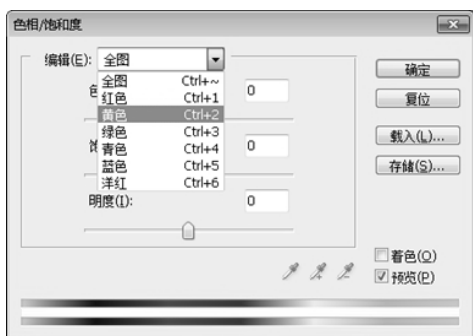 色相/饱和度
编辑(E): 全图
全图 Ctrl+~
红色 Ctrl+1
黄色 Ctrl+2
绿色 Ctrl+3
青色 Ctrl+4
蓝色 Ctrl+5
洋红 Ctrl+6
0
0
明度(I): 0
确定
复位
载入(L)...
存储(S)...
着色(O)
预览(P)